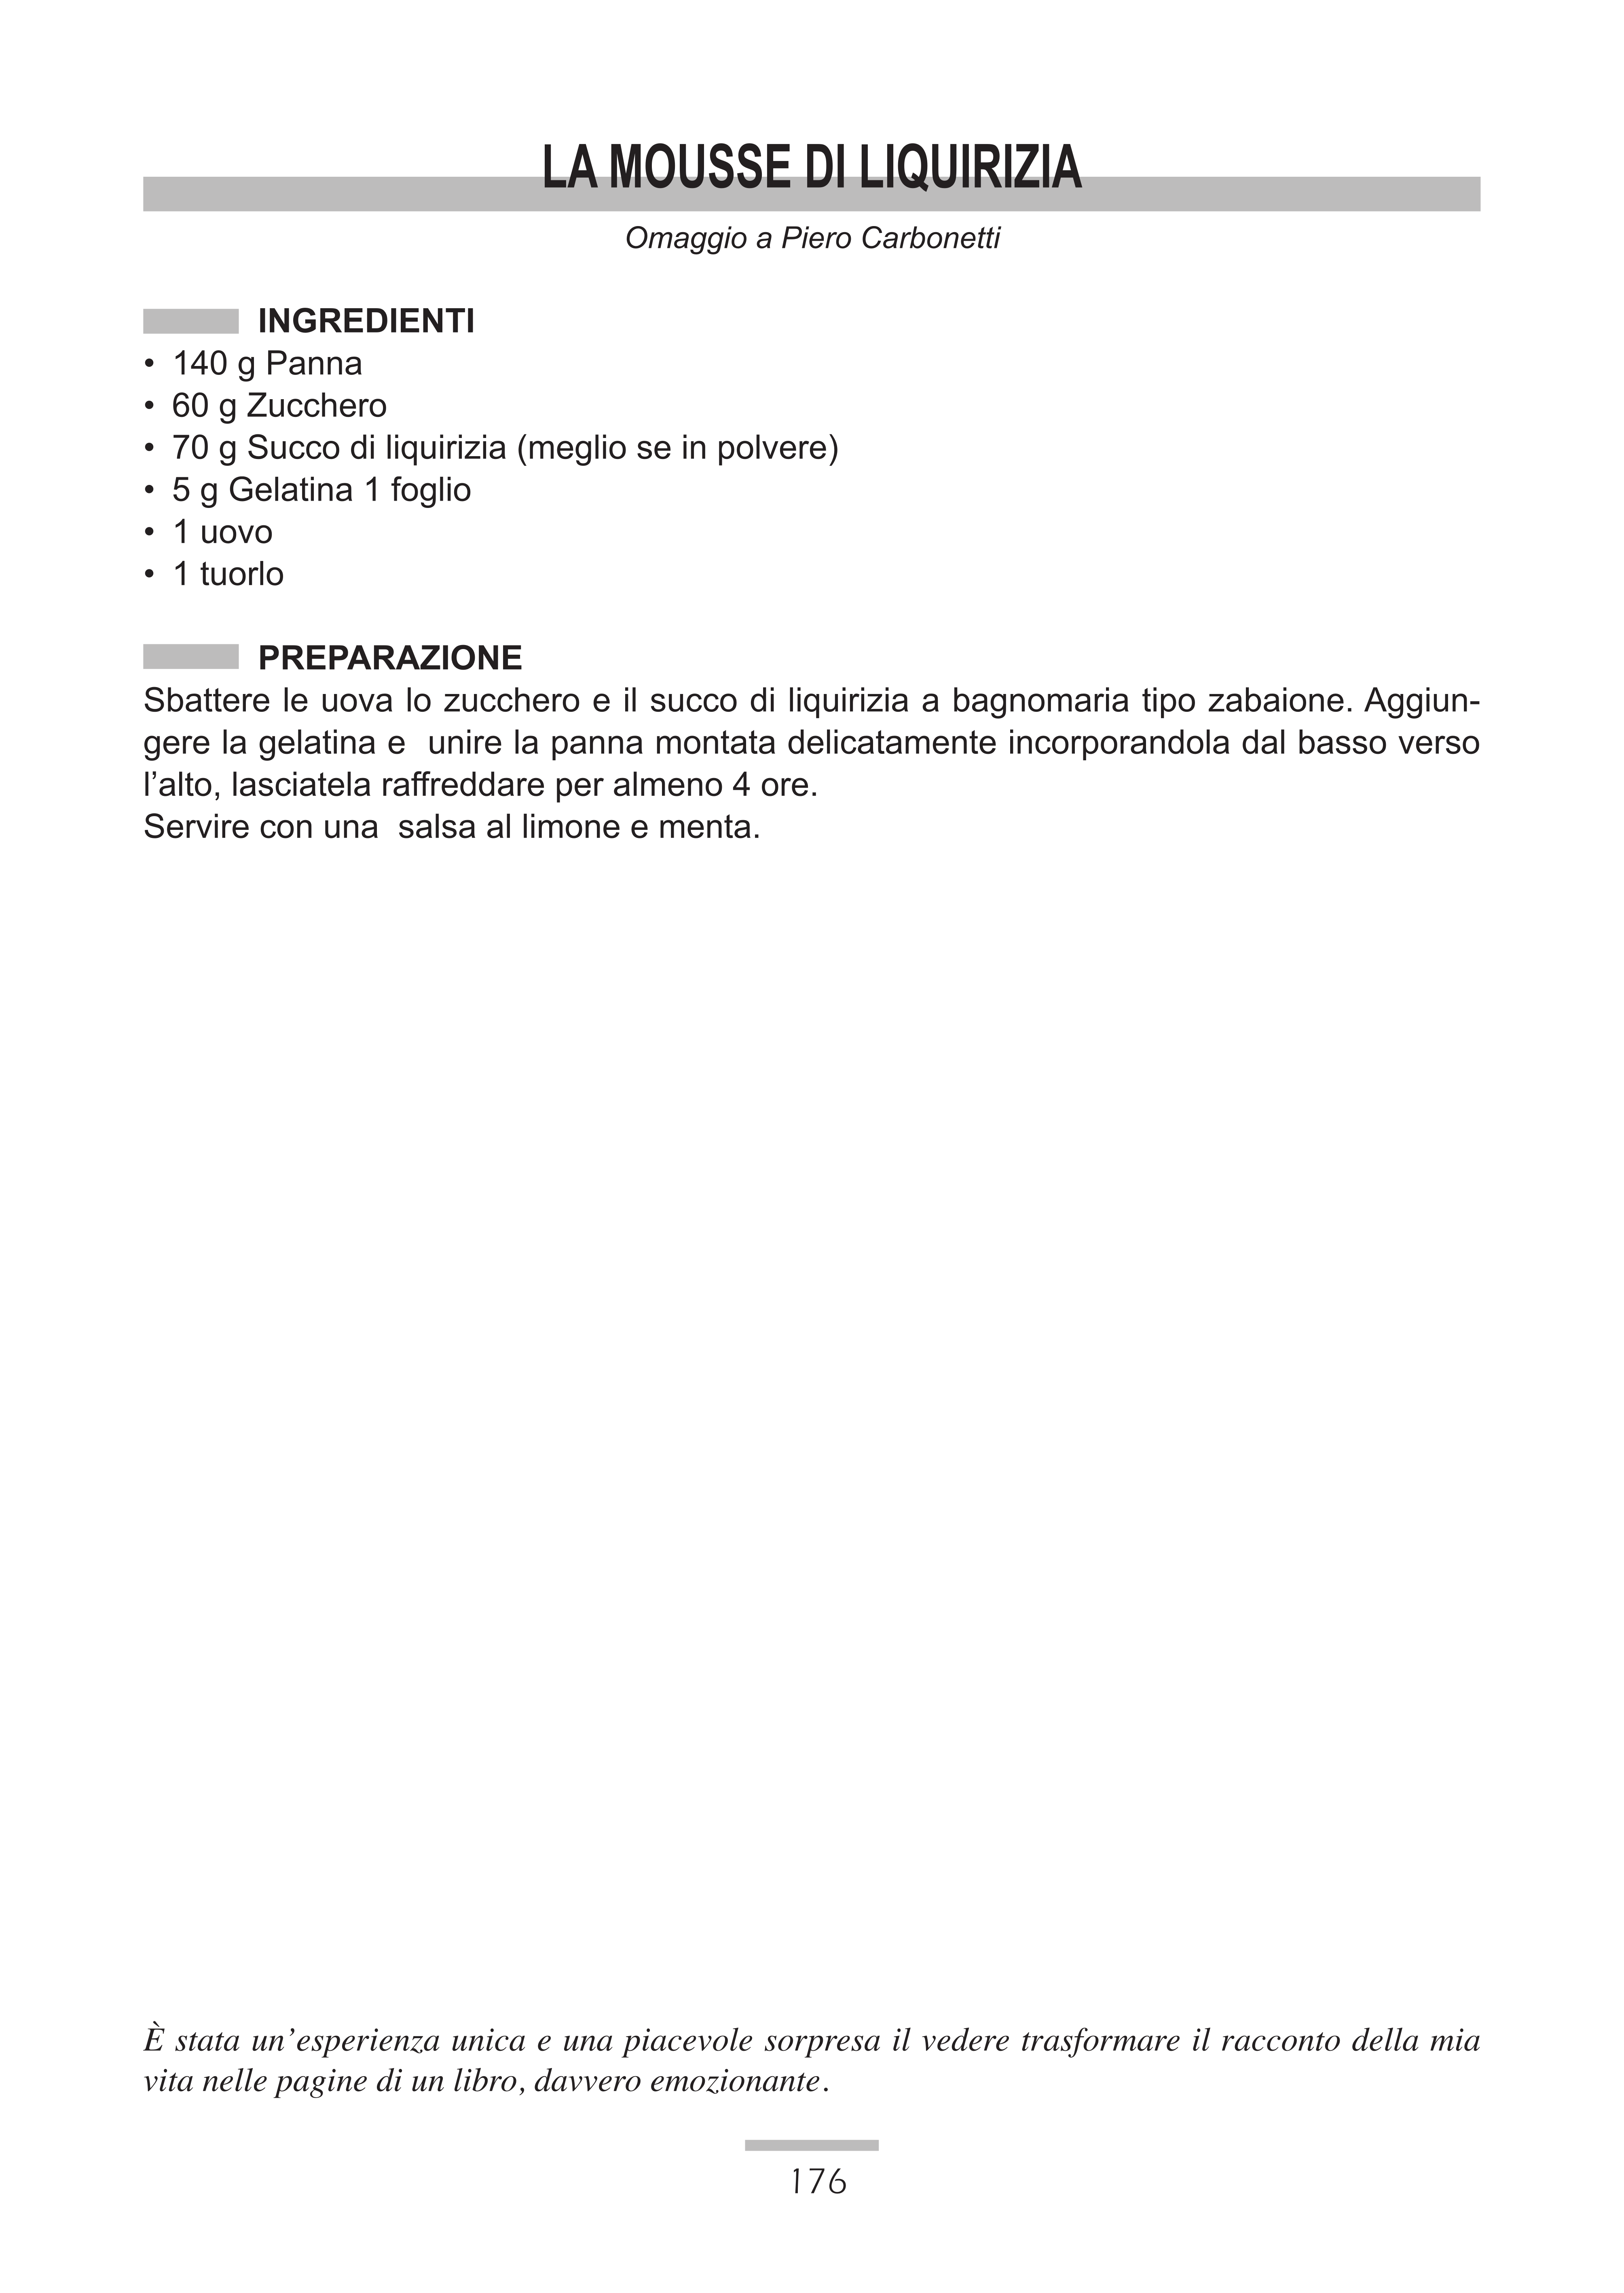 LA MOUSSE DI LIQUIRIZIA
Omaggio a Piero Carbonetti
INGREDIENTI
• 140 g Panna
• 60 g Zucchero
• 70 g Succo di liquirizia (meglio se in polvere)
• 5 g Gelatina 1 foglio
• 1 uovo
• 1 tuorlo
PREPARAZIONE
Sbattere le uova lo zucchero e il succo di liquirizia a bagnomaria tipo zabaione. Aggiun-
gere la gelatina e  unire la panna montata delicatamente incorporandola dal basso verso
l’alto, lasciatela raffreddare per almeno 4 ore.
Servire con una  salsa al limone e menta.
È stata un’esperienza unica e una piacevole sorpresa il vedere trasformare il racconto della mia
vita nelle pagine di un libro, davvero emozionante.
176